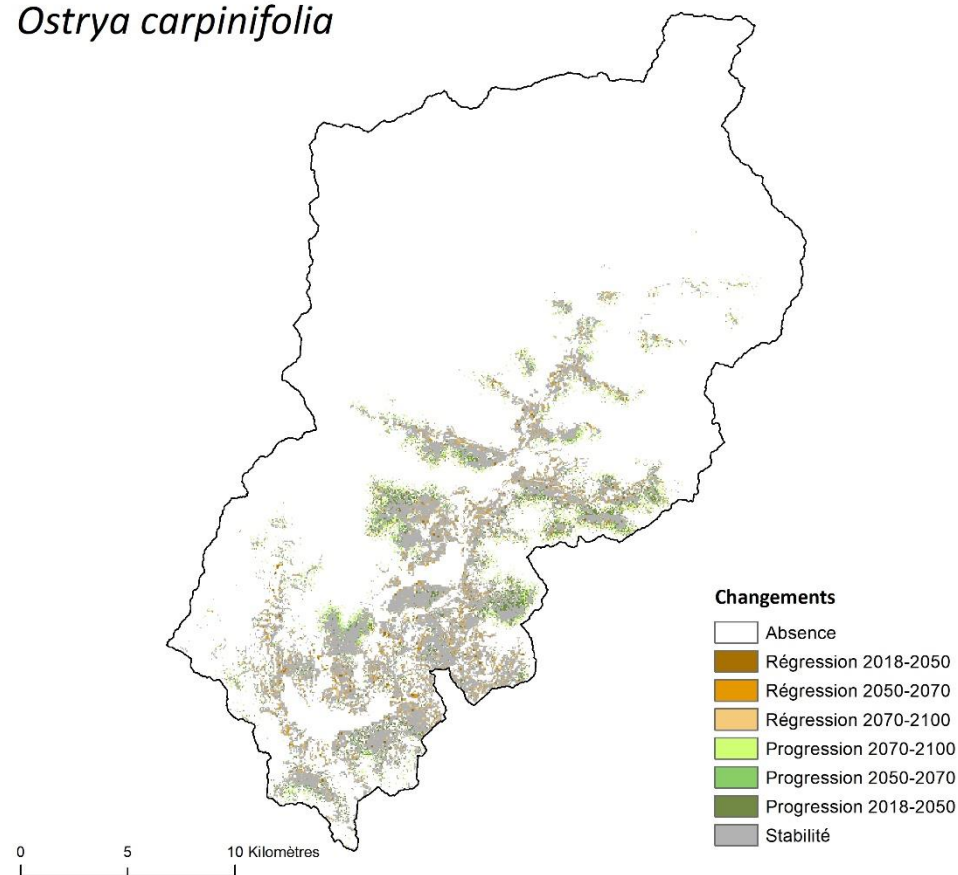 Ostrya carpinifolia
Changements
Absence
Régression 2018-2050
Régression 2050-2070
Régression 2070-2100
Progression 2070-2100
Progression 2050-2070
Progression 2018-2050
Stabilité
0 5 10 Kilomètres